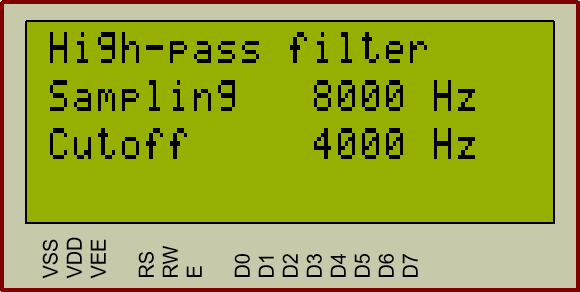 High-pass filter
Sampling 8000 Hz
Cutoff 4000 Hz
VSS VDD VEE RS RW E D0 D1 D2 D3 D4 D5 D6 D7